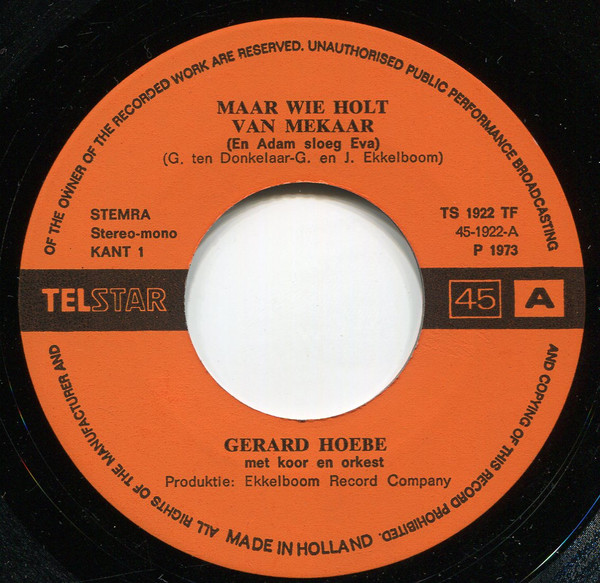 MAAR WIE HOLT
VAN MEKAAR
(En Adam sloeg Eva)
(G. ten Donkelaar-G. en J. Ekkelboom)
STEMRA
Stereo-mono
KANT 1
TS 1922 TF
45-1922-A
P 1973
TELSTAR
45
A
GERARD HOEBE
met koor en orkest
Produktie: Ekkelboom Record Company
ALL RIGHTS OF THE MANUFACTURER AND OF THE OWNER OF THE RECORDED WORK ARE RESERVED. UNAUTHORISED PUBLIC PERFORMANCE BROADCASTING AND COPYING OF THIS RECORD PROHIBITED.
MADE IN HOLLAND